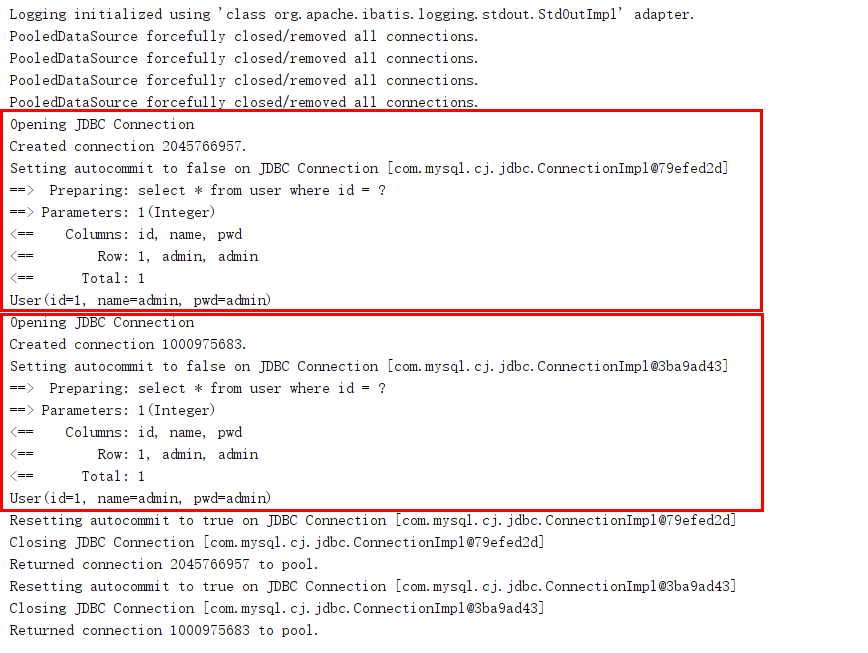 Logging initialized using 'class org.apache.ibatis.logging.stdout.StdOutImpl' adapter.
PooledDataSource forcefully closed/removed all connections.
PooledDataSource forcefully closed/removed all connections.
PooledDataSource forcefully closed/removed all connections.
PooledDataSource forcefully closed/removed all connections.
Opening JDBC Connection
Created connection 2045766957.
Setting autocommit to false on JDBC Connection [com.mysql.cj.jdbc.ConnectionImpl@79efed2d]
==>  Preparing: select * from user where id = ?
==> Parameters: 1(Integer)
<==    Columns: id, name, pwd
<==        Row: 1, admin, admin
<==      Total: 1
User(id=1, name=admin, pwd=admin)
Opening JDBC Connection
Created connection 1000975683.
Setting autocommit to false on JDBC Connection [com.mysql.cj.jdbc.ConnectionImpl@3ba9ad43]
==>  Preparing: select * from user where id = ?
==> Parameters: 1(Integer)
<==    Columns: id, name, pwd
<==        Row: 1, admin, admin
<==      Total: 1
User(id=1, name=admin, pwd=admin)
Resetting autocommit to true on JDBC Connection [com.mysql.cj.jdbc.ConnectionImpl@79efed2d]
Closing JDBC Connection [com.mysql.cj.jdbc.ConnectionImpl@79efed2d]
Returned connection 2045766957 to pool.
Resetting autocommit to true on JDBC Connection [com.mysql.cj.jdbc.ConnectionImpl@3ba9ad43]
Closing JDBC Connection [com.mysql.cj.jdbc.ConnectionImpl@3ba9ad43]
Returned connection 1000975683 to pool.